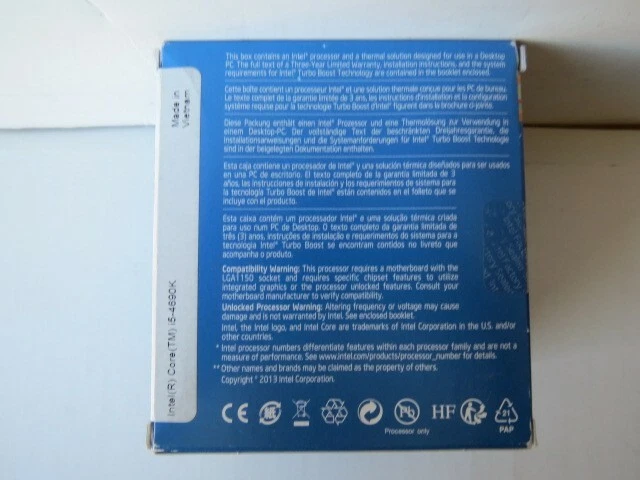 This box contains an Intel® processor and a thermal solution designed for use in a Desktop
PC. The full text of a Three-Year Limited Warranty, installation instructions, and the system
requirements for Intel® Turbo Boost Technology are contained in the booklet enclosed.
Cette boîte contient un processeur Intel® et une solution thermique conçue pour les PC de bureau.
Le texte complet de la garantie limitée de 3 ans, les instructions d'installation et la configuration
système requise pour la technologie Turbo Boost d'Intel® figurent dans la brochure ci-jointe.
Diese Packung enthält einen Intel® Prozessor und eine Thermolösung zur Verwendung in
einem Desktop-PC. Der vollständige Text der beschränkten Dreijahresgarantie, die
Installationsanweisungen und die Systemanforderungen für Intel® Turbo Boost Technologie
sind in der beigelegten Dokumentation enthalten.
Esta caja contiene un procesador de Intel® y una solución térmica diseñados para ser usados
en una PC de escritorio. El texto completo de la garantía limitada de 3
años, las instrucciones de instalación y los requerimientos de sistema para
la tecnología Turbo Boost de Intel® están contenidos en el folleto que se
incluye con el producto.
Esta caixa contém um processador Intel® e uma solução térmica criada
para uso num PC de Desktop. O texto completo da garantia limitada de
três (3) anos, instruções de instalação e requerimentos do sistema para a
tecnologia Intel® Turbo Boost se encontram contidos no livreto que
acompanha o produto.
Compatibility Warning: This processor requires a motherboard with the
LGA1150 socket and requires specific chipset features to utilize
integrated graphics or the processor unlocked features. Consult your
motherboard manufacturer to verify compatibility.
Unlocked Processor Warning: Altering frequency or voltage may cause
damage and is not warranted by Intel. See enclosed booklet.
Intel, the Intel logo, and Intel Core are trademarks of Intel Corporation in the U.S. and/or
other countries.
* Intel processor numbers differentiate features within each processor family and are not a
measure of performance. See www.intel.com/products/processor_number for details.
** Other names and brands may be claimed as the property of others.
Copyright © 2013 Intel Corporation.
CE
Pb
HF
21
Processor only
PAP
Made in
Vietnam
Intel(R) Core(TM) i5-4690K